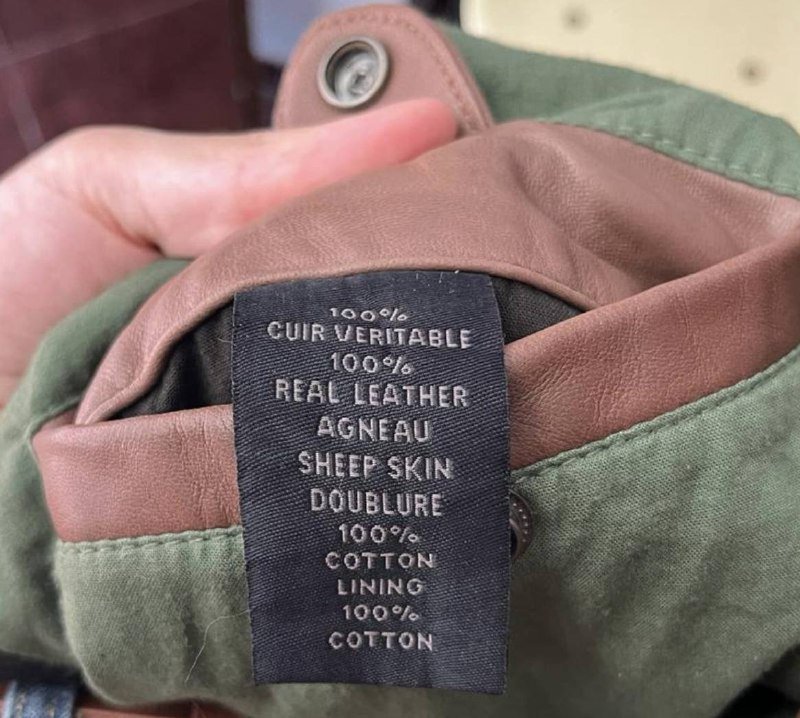 100%
CUIR VERITABLE
100%
REAL LEATHER
AGNEAU
SHEEP SKIN
DOUBLURE
100%
COTTON
LINING
100%
COTTON